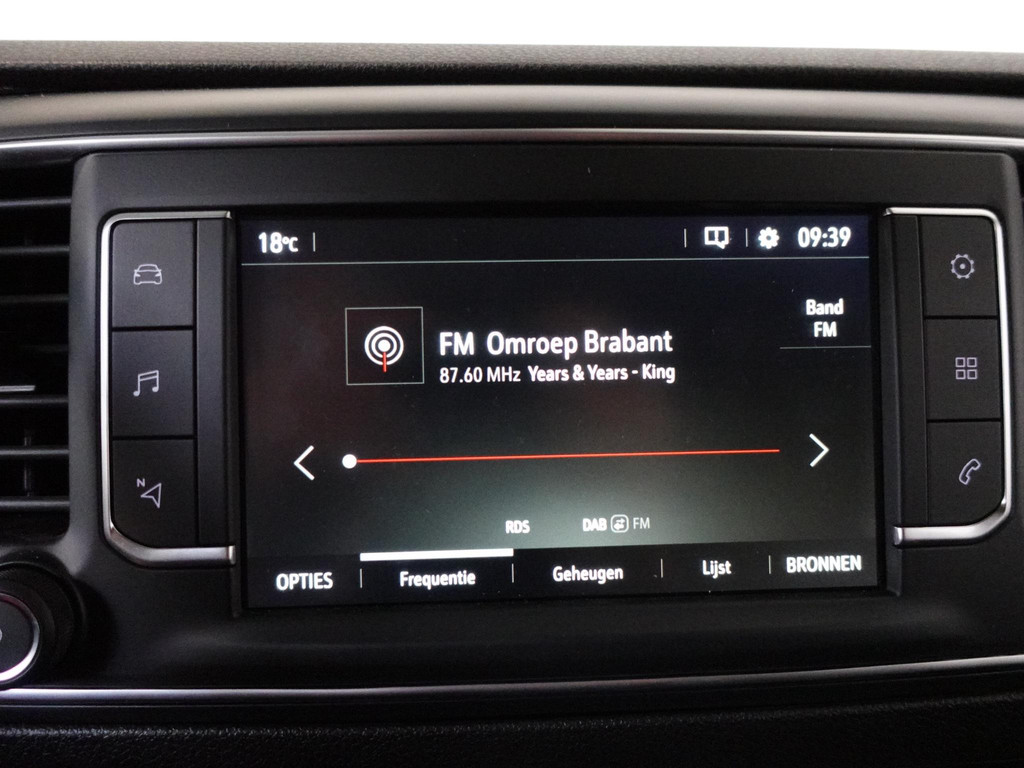 18°C
09:39
Band
FM
FM Omroep Brabant
87.60 MHz Years & Years - King
RDS DAB FM
OPTIES Frequentie Geheugen Lijst BRONNEN
N